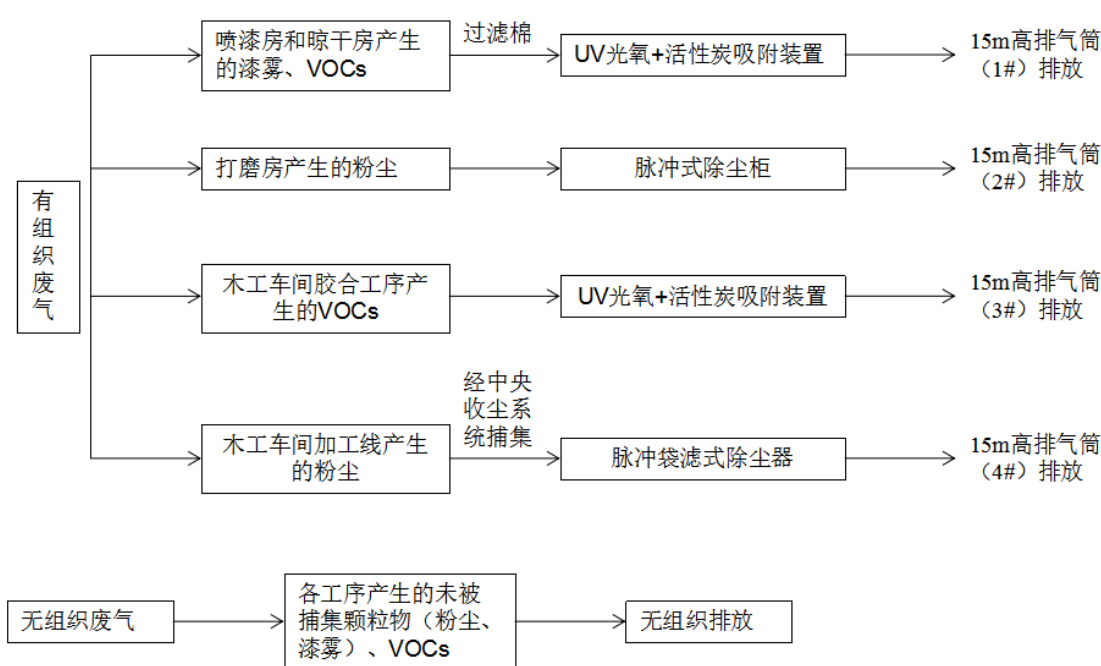 有
组
织
废
气
喷漆房和晾干房产生
的漆雾、VOCs
过滤棉
UV光氧+活性炭吸附装置
15m高排气筒
（1#）排放
打磨房产生的粉尘
脉冲式除尘柜
15m高排气筒
（2#）排放
木工车间胶合工序产
生的VOCs
UV光氧+活性炭吸附装置
15m高排气筒
（3#）排放
木工车间加工线产生
的粉尘
经中央
收尘系
统捕集
脉冲袋滤式除尘器
15m高排气筒
（4#）排放
无组织废气
各工序产生的未被
捕集颗粒物（粉尘、
漆雾）、VOCs
无组织排放